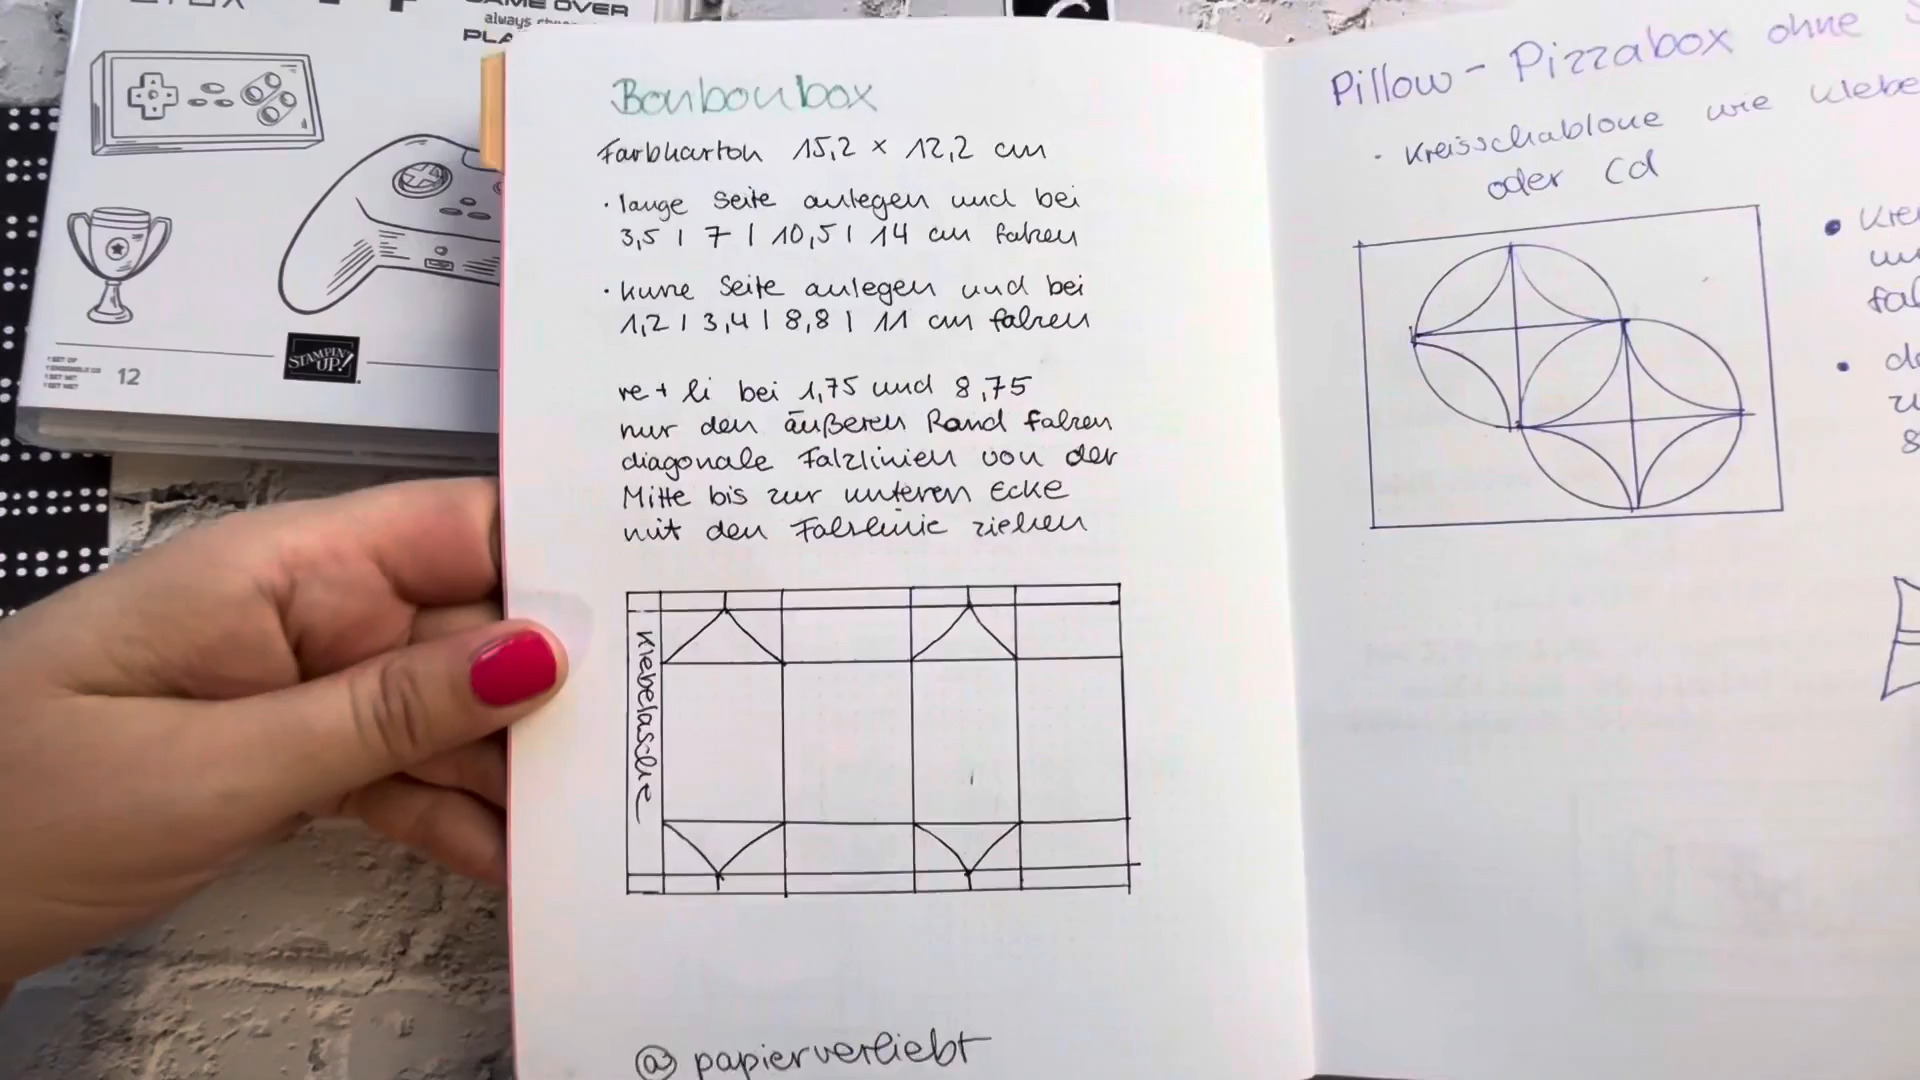 GAME OVER
always
PLA
STAMPIN'
UP!
12
Bonbonbox
Farbkarton 15,2 x 12,2 cm
· lange Seite anlegen und bei
3,5 | 7 | 10,5 | 14 cm falzen
· kurze Seite anlegen und bei
1,2 | 3,4 | 8,8 | 11 cm falzen
re + li bei 1,75 und 8,75
nur den äußeren Rand falzen
diagonale Falzlinien von der
Mitte bis zur unteren Ecke
mit den Falzlinie ziehen
Klebelasche
@ papierverliebt
Pillow - Pizzabox ohne S
· Kreisschablone wie Klebe
oder Cd